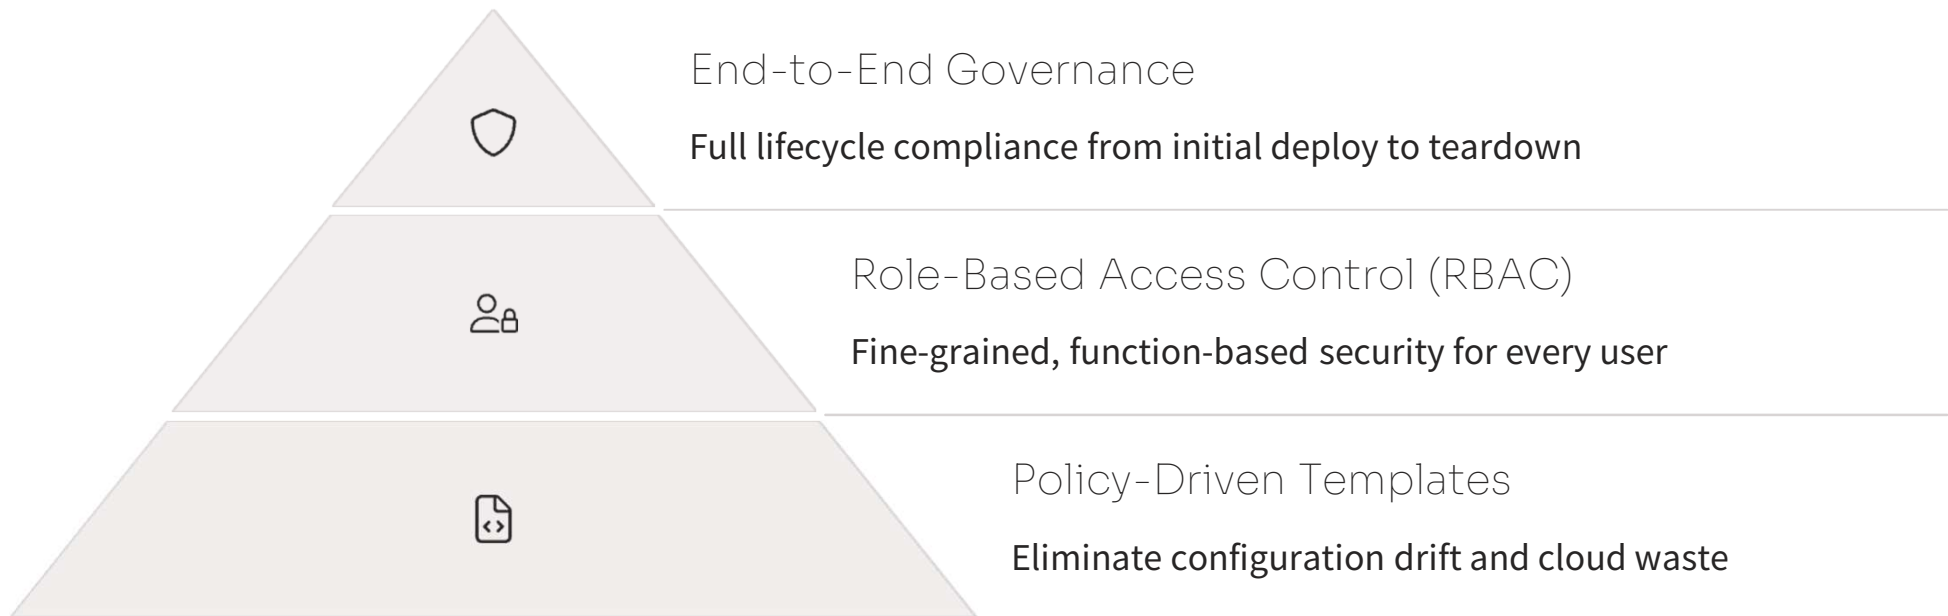 End-to-End Governance
Full lifecycle compliance from initial deploy to teardown
Role-Based Access Control (RBAC)
Fine-grained, function-based security for every user
Policy-Driven Templates
Eliminate configuration drift and cloud waste